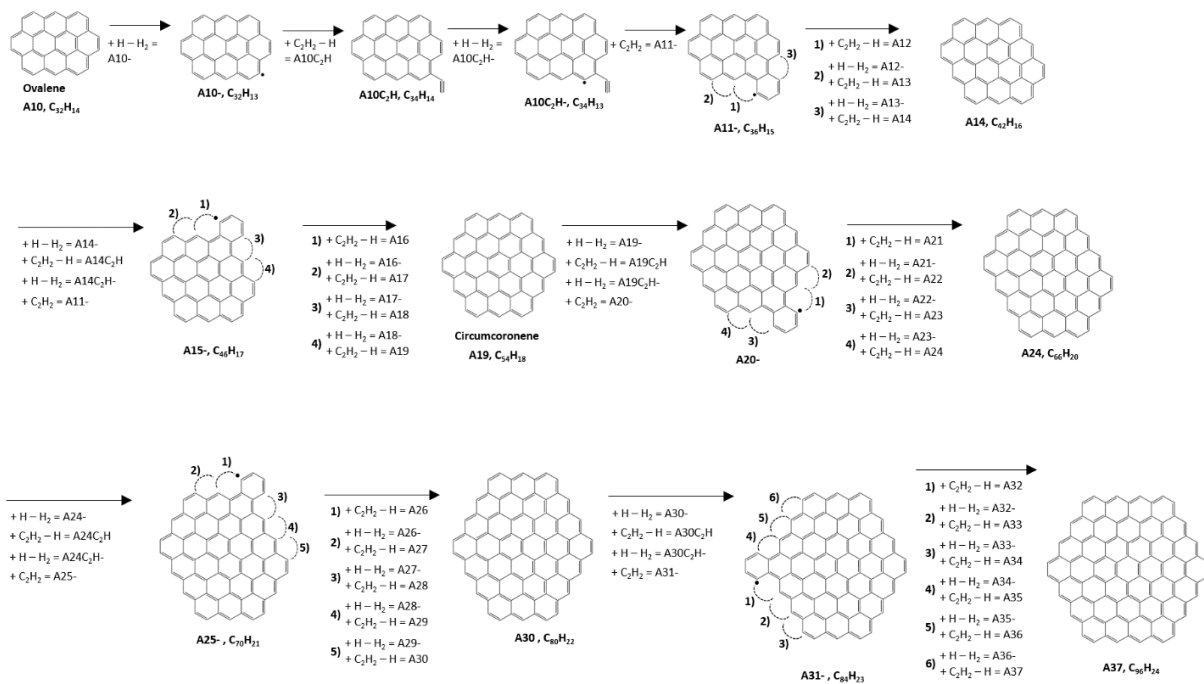 + H – H₂ =
A10-
Ovalene
A10, C₃₂H₁₄
A10-, C₃₂H₁₃
+ C₂H₂ – H
= A10C₂H
A10C₂H, C₃₄H₁₄
+ H – H₂ =
A10C₂H-
A10C₂H-, C₃₄H₁₃
+ C₂H₂ = A11-
3)
2)
1)
A11-, C₃₆H₁₅
1) + C₂H₂ – H = A12
2) + H – H₂ = A12-
+ C₂H₂ – H = A13
3) + H – H₂ = A13-
+ C₂H₂ – H = A14
A14, C₄₂H₁₆
+ H – H₂ = A14-
+ C₂H₂ – H = A14C₂H
+ H – H₂ = A14C₂H-
+ C₂H₂ = A11-
1)
2)
3)
4)
A15-, C₄₆H₁₇
1) + C₂H₂ – H = A16
2) + H – H₂ = A16-
+ C₂H₂ – H = A17
3) + H – H₂ = A17-
+ C₂H₂ – H = A18
4) + H – H₂ = A18-
+ C₂H₂ – H = A19
Circumcoronene
A19, C₅₄H₁₈
+ H – H₂ = A19-
+ C₂H₂ – H = A19C₂H
+ H – H₂ = A19C₂H-
+ C₂H₂ = A20-
2)
1)
4)
3)
A20-
1) + C₂H₂ – H = A21
2) + H – H₂ = A21-
+ C₂H₂ – H = A22
3) + H – H₂ = A22-
+ C₂H₂ – H = A23
4) + H – H₂ = A23-
+ C₂H₂ – H = A24
A24, C₆₆H₂₀
+ H – H₂ = A24-
+ C₂H₂ – H = A24C₂H
+ H – H₂ = A24C₂H-
+ C₂H₂ = A25-
1)
2)
3)
4)
5)
A25- , C₇₀H₂₁
1) + C₂H₂ – H = A26
2) + H – H₂ = A26-
+ C₂H₂ – H = A27
3) + H – H₂ = A27-
+ C₂H₂ – H = A28
4) + H – H₂ = A28-
+ C₂H₂ – H = A29
5) + H – H₂ = A29-
+ C₂H₂ – H = A30
A30 , C₈₀H₂₂
+ H – H₂ = A30-
+ C₂H₂ – H = A30C₂H
+ H – H₂ = A30C₂H-
+ C₂H₂ = A31-
6)
5)
4)
1)
2)
3)
A31- , C₈₄H₂₃
1) + C₂H₂ – H = A32
2) + H – H₂ = A32-
+ C₂H₂ – H = A33
3) + H – H₂ = A33-
+ C₂H₂ – H = A34
4) + H – H₂ = A34-
+ C₂H₂ – H = A35
5) + H – H₂ = A35-
+ C₂H₂ – H = A36
6) + H – H₂ = A36-
+ C₂H₂ – H = A37
A37, C₉₆H₂₄